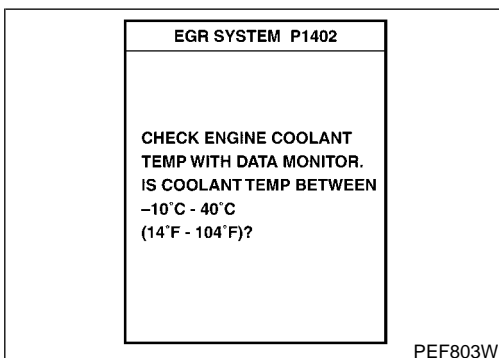 EGR SYSTEM P1402
CHECK ENGINE COOLANT
TEMP WITH DATA MONITOR.
IS COOLANT TEMP BETWEEN
–10°C - 40°C
(14°F - 104°F)?
PEF803W